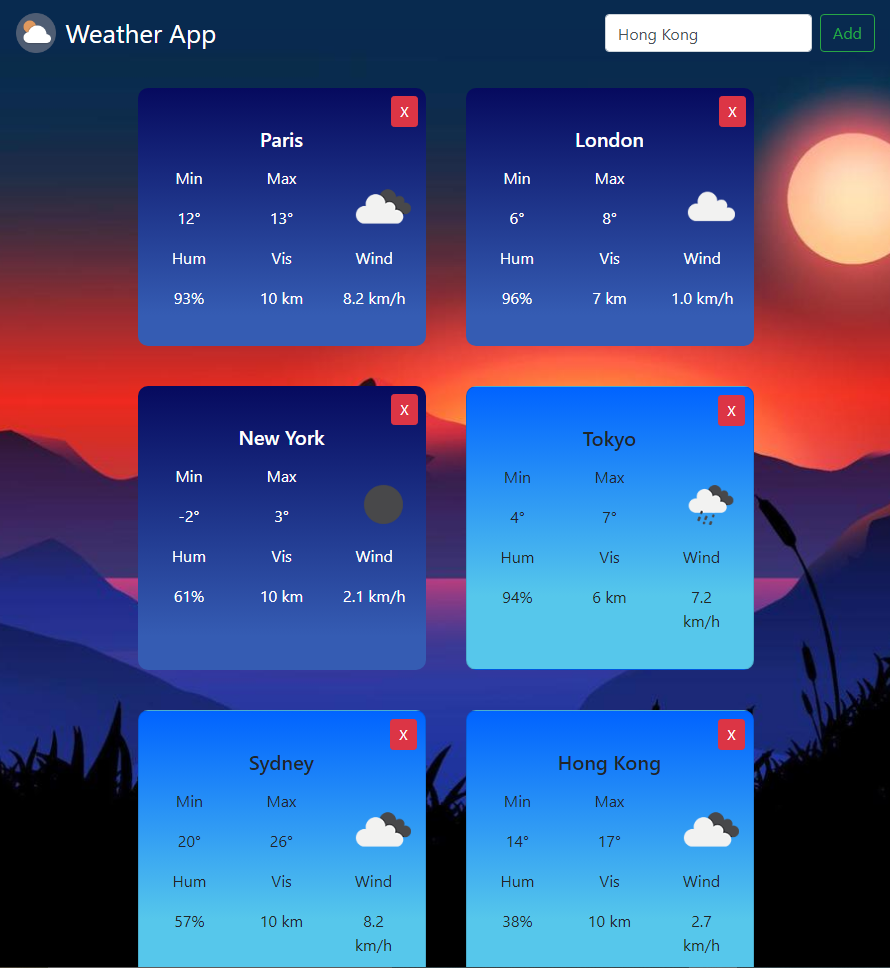 Weather App
Hong Kong
Add
X
Paris
Min Max
12° 13°
Hum Vis Wind
93% 10 km 8.2 km/h
X
London
Min Max
6° 8°
Hum Vis Wind
96% 7 km 1.0 km/h
X
New York
Min Max
-2° 3°
Hum Vis Wind
61% 10 km 2.1 km/h
X
Tokyo
Min Max
4° 7°
Hum Vis Wind
94% 6 km 7.2
km/h
X
Sydney
Min Max
20° 26°
Hum Vis Wind
57% 10 km 8.2
km/h
X
Hong Kong
Min Max
14° 17°
Hum Vis Wind
38% 10 km 2.7
km/h